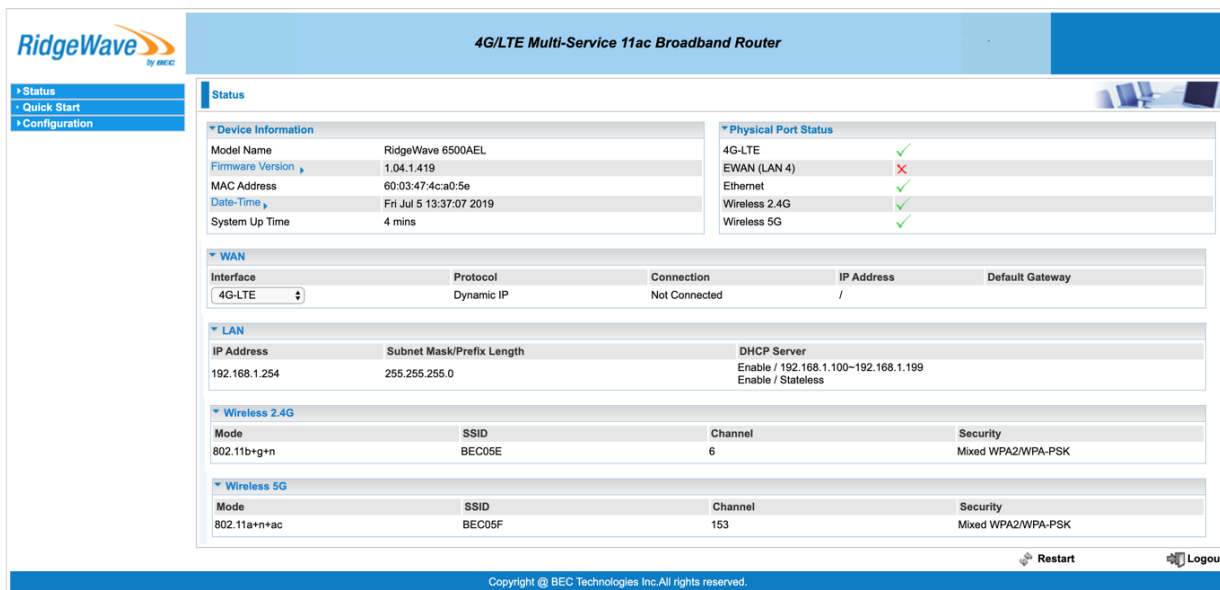 RidgeWave
by BEC
4G/LTE Multi-Service 11ac Broadband Router
Status
Quick Start
Configuration
Status
Device Information
Model Name RidgeWave 6500AEL
Firmware Version 1.04.1.419
MAC Address 60:03:47:4c:a0:5e
Date-Time Fri Jul 5 13:37:07 2019
System Up Time 4 mins
Physical Port Status
4G-LTE
EWAN (LAN 4)
Ethernet
Wireless 2.4G
Wireless 5G
WAN
Interface Protocol Connection IP Address Default Gateway
4G-LTE Dynamic IP Not Connected /
LAN
IP Address Subnet Mask/Prefix Length DHCP Server
192.168.1.254 255.255.255.0 Enable / 192.168.1.100~192.168.1.199
Enable / Stateless
Wireless 2.4G
Mode SSID Channel Security
802.11b+g+n BEC05E 6 Mixed WPA2/WPA-PSK
Wireless 5G
Mode SSID Channel Security
802.11a+n+ac BEC05F 153 Mixed WPA2/WPA-PSK
Restart Logou
Copyright @ BEC Technologies Inc.All rights reserved.